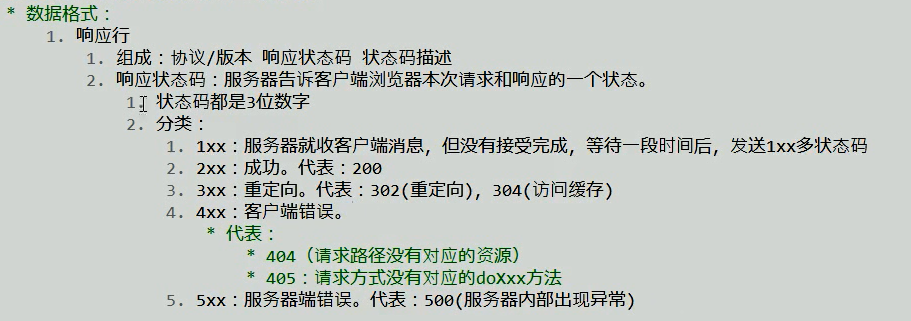 * 数据格式：
1. 响应行
1. 组成：协议/版本 响应状态码 状态码描述
2. 响应状态码：服务器告诉客户端浏览器本次请求和响应的一个状态。
1. 状态码都是3位数字
2. 分类：
1. 1xx：服务器就收客户端消息，但没有接受完成，等待一段时间后，发送1xx多状态码
2. 2xx：成功。代表：200
3. 3xx：重定向。代表：302(重定向)，304(访问缓存)
4. 4xx：客户端错误。
* 代表：
* 404（请求路径没有对应的资源）
* 405：请求方式没有对应的doXxx方法
5. 5xx：服务器端错误。代表：500(服务器内部出现异常)